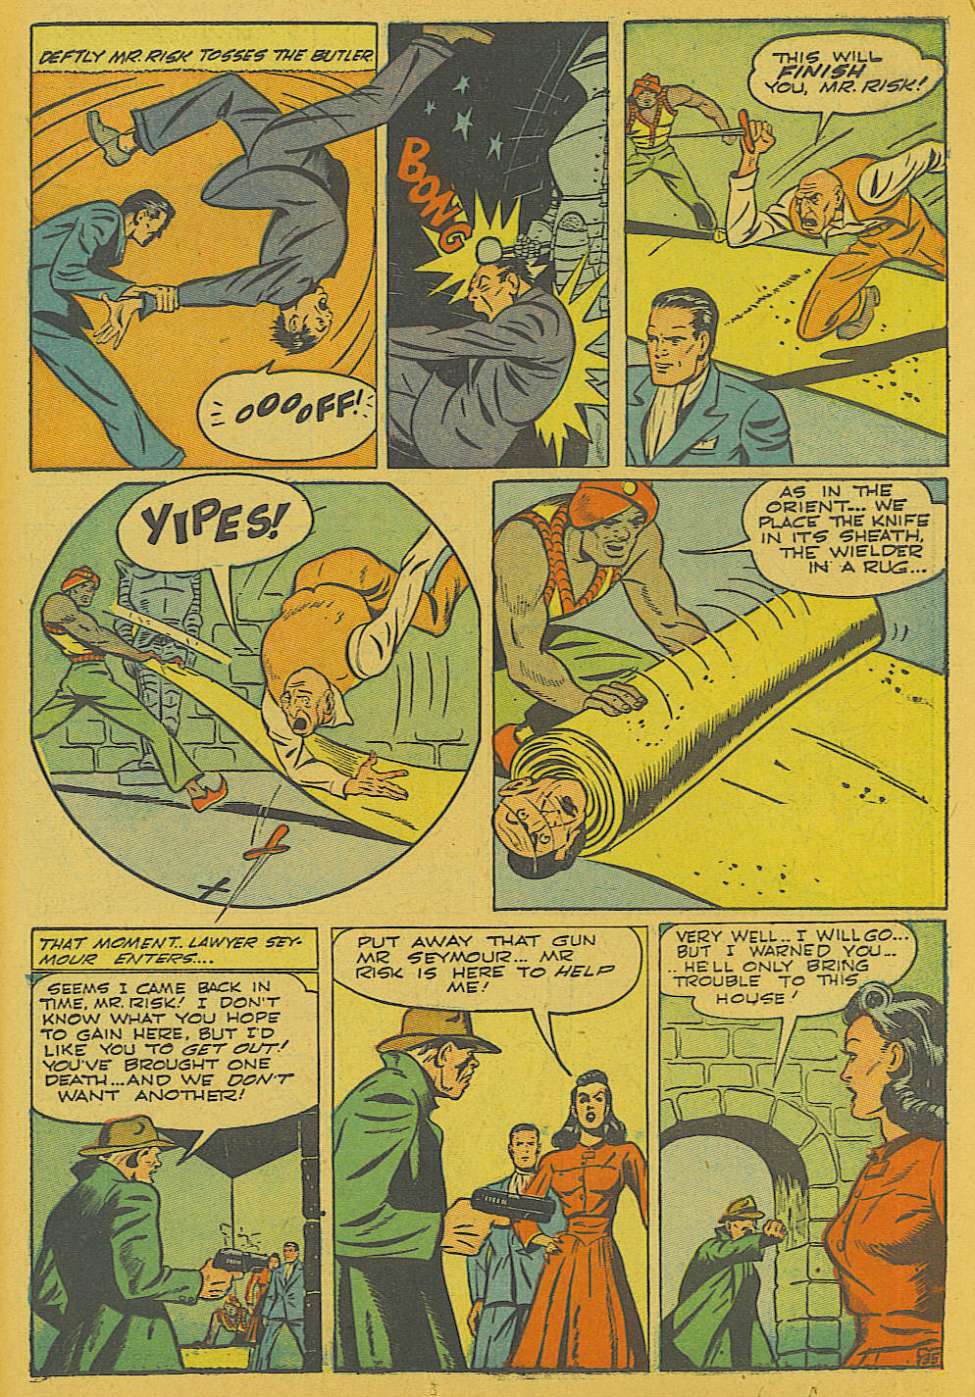 DEFTLY MR. RISK TOSSES THE BUTLER
OOOOFF!
BONG
THIS WILL
FINISH
YOU, MR. RISK!
YIPES!
AS IN THE
ORIENT... WE
PLACE THE KNIFE
IN ITS SHEATH,
THE WIELDER
IN A RUG...
THAT MOMENT.. LAWYER SEY-
MOUR ENTERS....
SEEMS I CAME BACK IN
TIME, MR. RISK! I DON'T
KNOW WHAT YOU HOPE
TO GAIN HERE, BUT I'D
LIKE YOU TO GET OUT!
YOU'VE BROUGHT ONE
DEATH...AND WE DON'T
WANT ANOTHER!
PUT AWAY THAT GUN
MR SEYMOUR... MR
RISK IS HERE TO HELP
ME!
VERY WELL.. I WILL GO...
BUT I WARNED YOU...
..HE'LL ONLY BRING
TROUBLE TO THIS
HOUSE!
3